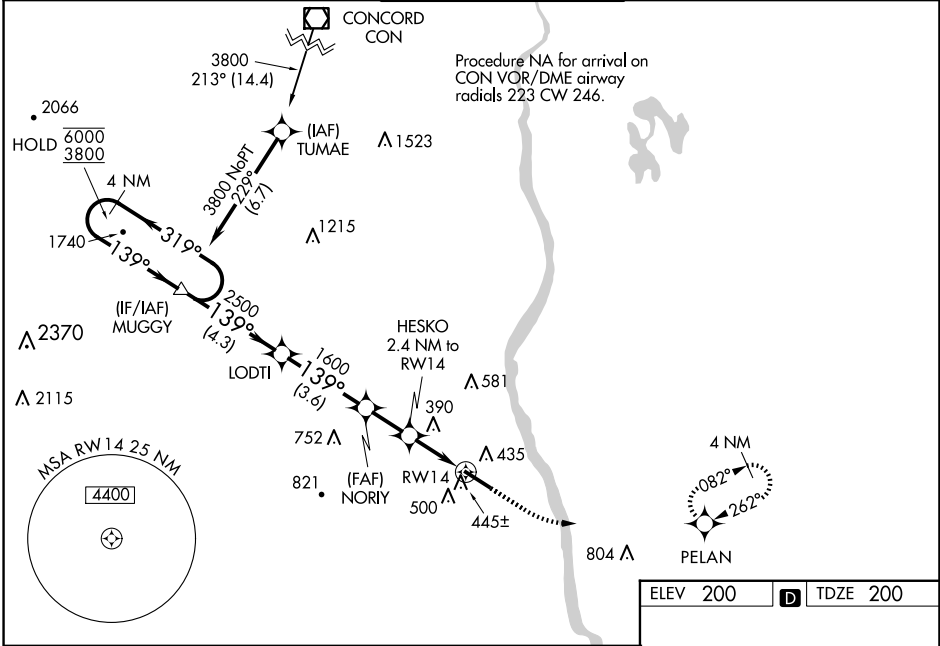 CONCORD
CON
3800
213° (14.4)
Procedure NA for arrival on
CON VOR/DME airway
radials 223 CW 246.
2066
HOLD 6000
3800
(IAF)
TUMAE
1523
4 NM
3800 NoPT
229°
(6.7)
1215
1740
319°
139°
(IF/IAF)
MUGGY
2500
139°
(4.3)
2370
LODTI
HESKO
2.4 NM to
RW14
1600
139°
(3.6)
581
2115
390
752
435
MSA RW14 25 NM
4400
821
(FAF)
NORIY
RW14
500
445±
4 NM
082°
262°
804
PELAN
ELEV 200
D
TDZE 200